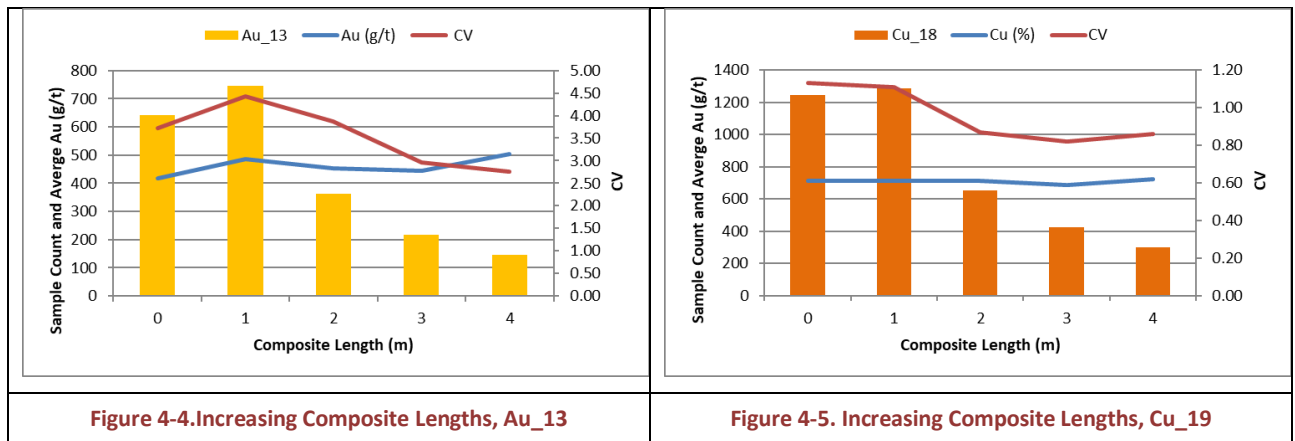 Au_13 Au (g/t) CV
Sample Count and Averge Au (g/t)
800
700
600
500
400
300
200
100
0
5.00
4.50
4.00
3.50
3.00
2.50
2.00
1.50
1.00
0.50
0.00
CV
0 1 2 3 4
Composite Length (m)
Figure 4-4.Increasing Composite Lengths, Au_13
Cu_18 Cu (%) CV
Sample Count and Averge Au (g/t)
1400
1200
1000
800
600
400
200
0
1.20
1.00
0.80
0.60
0.40
0.20
0.00
CV
0 1 2 3 4
Composite Length (m)
Figure 4-5. Increasing Composite Lengths, Cu_19